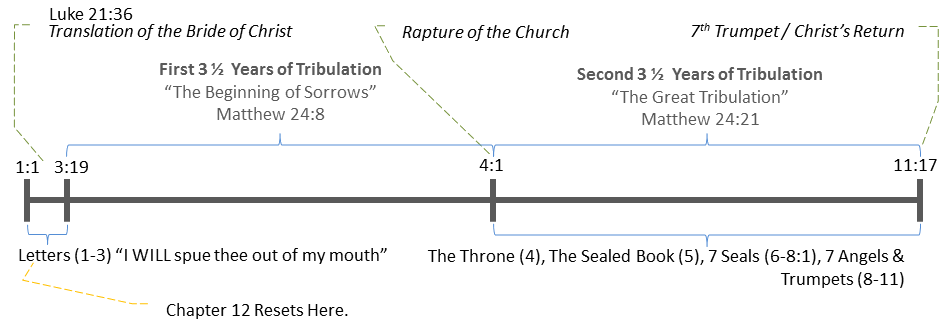 Luke 21:36
Translation of the Bride of Christ
Rapture of the Church
7th Trumpet / Christ’s Return
First 3 ½ Years of Tribulation
“The Beginning of Sorrows”
Matthew 24:8
Second 3 ½ Years of Tribulation
“The Great Tribulation”
Matthew 24:21
1:1
3:19
4:1
11:17
Letters (1-3) “I WILL spue thee out of my mouth”
The Throne (4), The Sealed Book (5), 7 Seals (6-8:1), 7 Angels &
Trumpets (8-11)
Chapter 12 Resets Here.